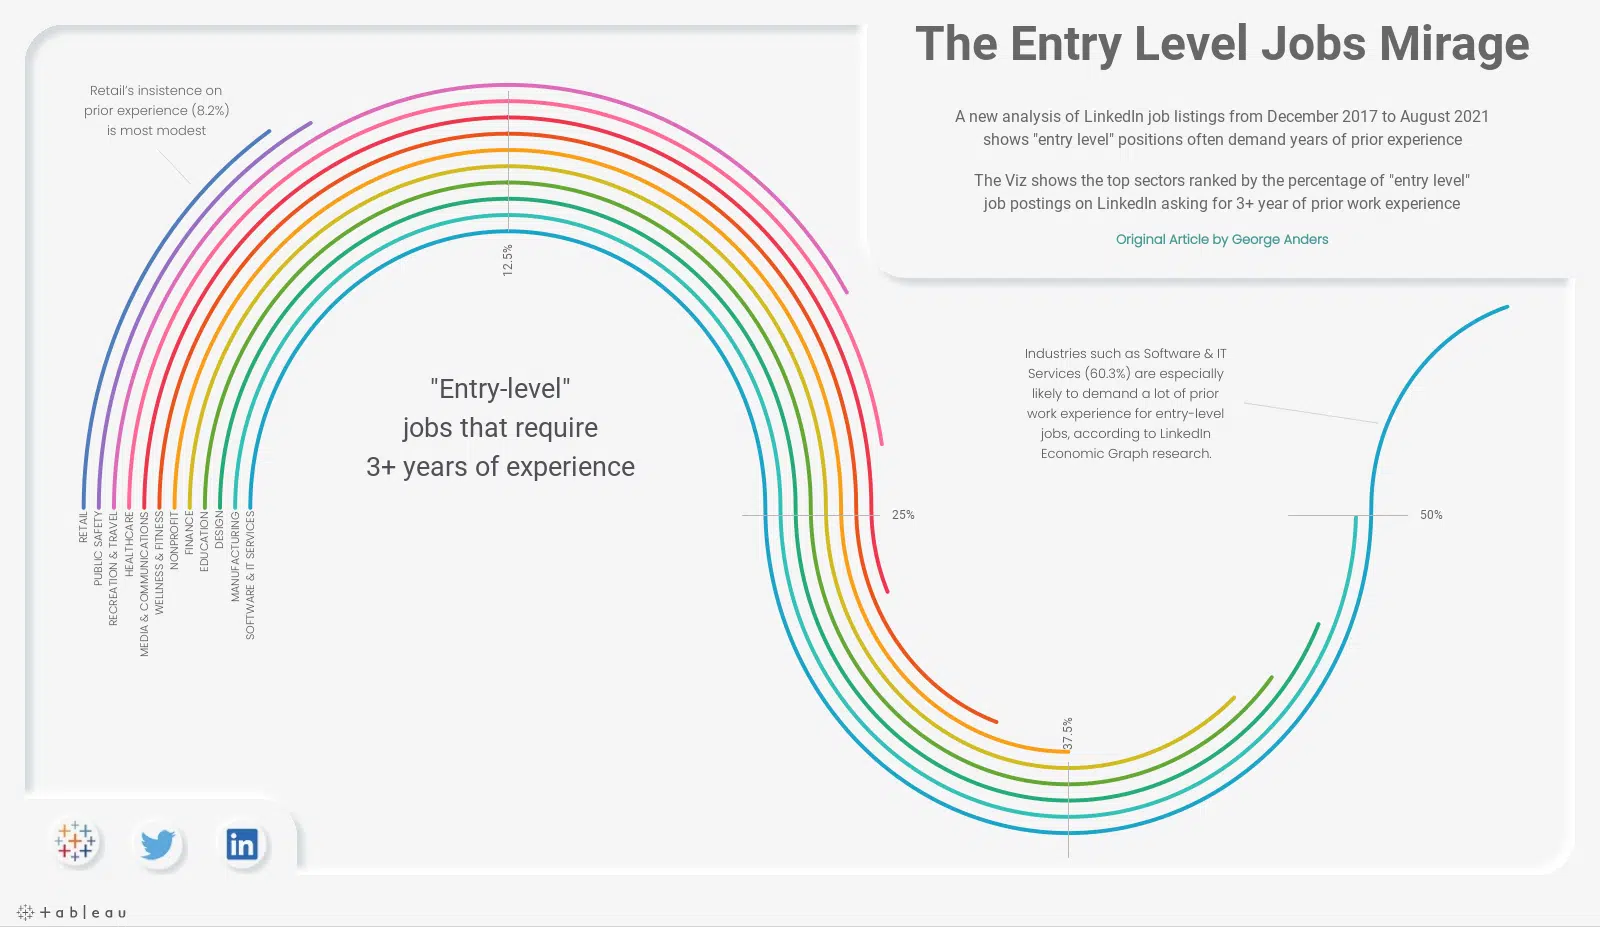 The Entry Level Jobs Mirage
A new analysis of LinkedIn job listings from December 2017 to August 2021
shows "entry level" positions often demand years of prior experience
The Viz shows the top sectors ranked by the percentage of "entry level"
job postings on LinkedIn asking for 3+ year of prior work experience
Original Article by George Anders
Retail's insistence on
prior experience (8.2%)
is most modest
12.5%
"Entry-level"
jobs that require
3+ years of experience
Industries such as Software & IT
Services (60.3%) are especially
likely to demand a lot of prior
work experience for entry-level
jobs, according to LinkedIn
Economic Graph research.
25%
50%
37.5%
RETAIL
PUBLIC SAFETY
RECREATION & TRAVEL
HEALTHCARE
MEDIA & COMMUNICATIONS
WELLNESS & FITNESS
NONPROFIT
FINANCE
EDUCATION
DESIGN
MANUFACTURING
SOFTWARE & IT SERVICES
in
+ableau